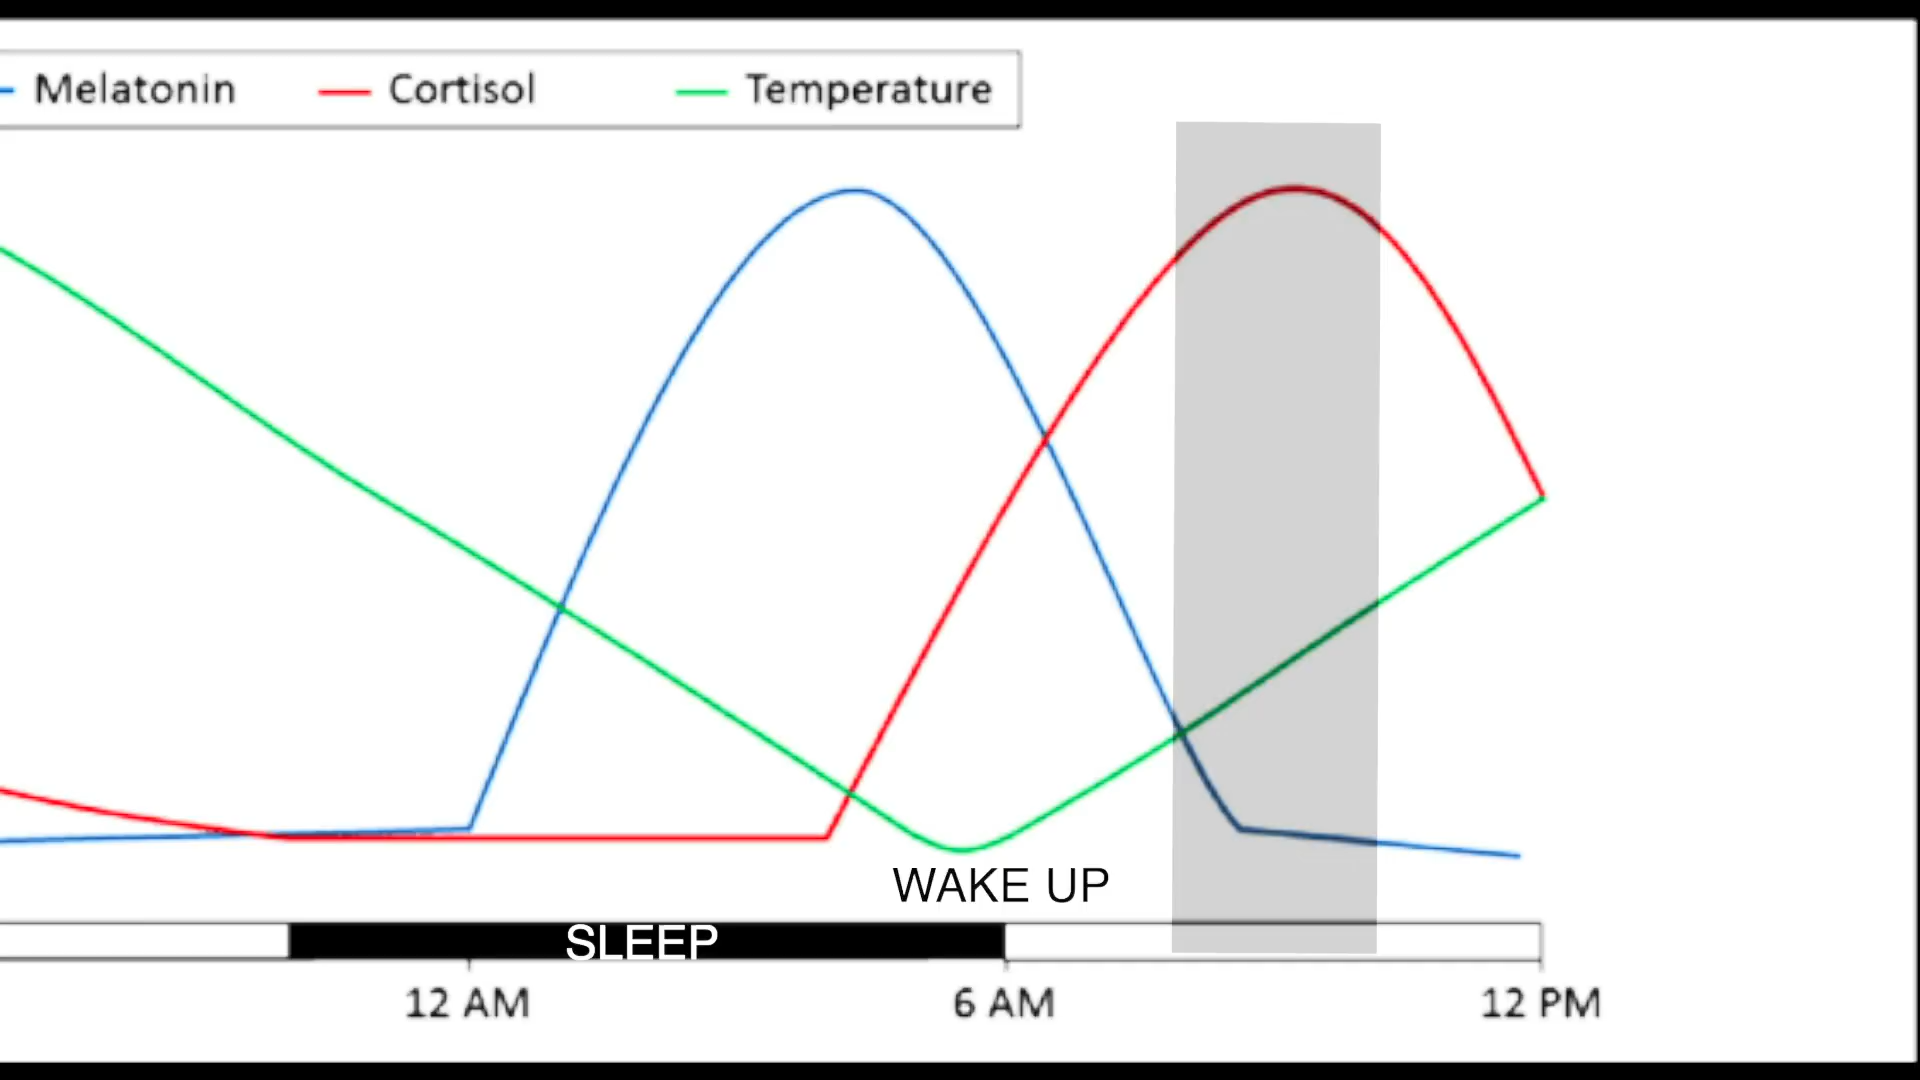 Melatonin Cortisol Temperature
WAKE UP
SLEEP
12 AM 6 AM 12 PM